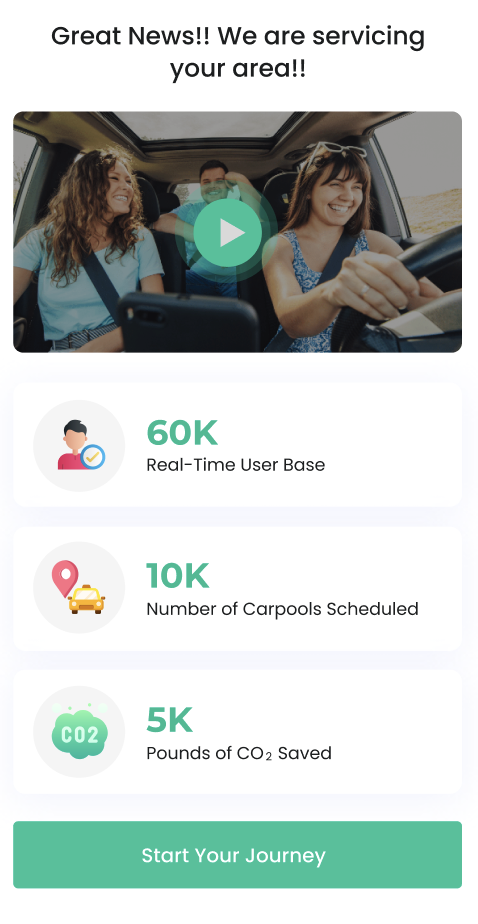 Great News!! We are servicing
your area!!
60K
Real-Time User Base
10K
Number of Carpools Scheduled
CO2
5K
Pounds of CO₂ Saved
Start Your Journey